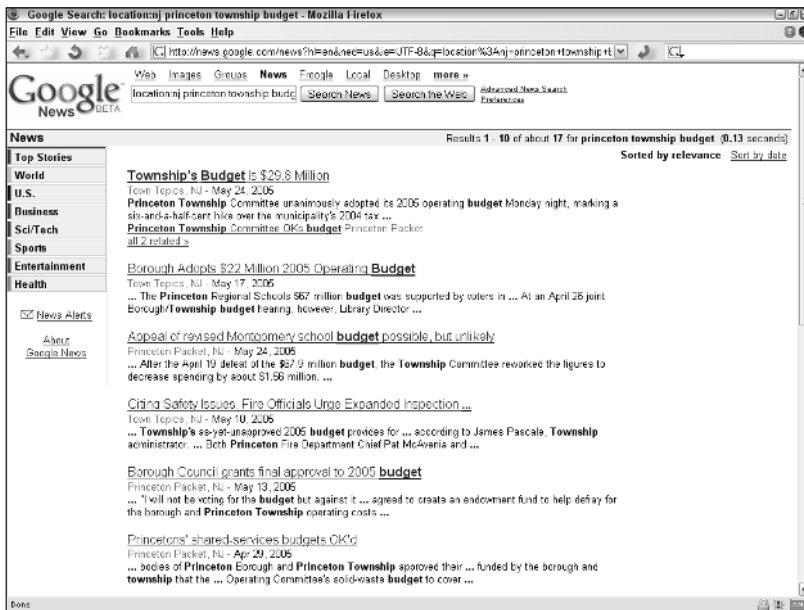 Google Search: location:nj princeton township budget - Mozilla Firefox
File Edit View Go Bookmarks Tools Help
http://news.google.com/news?hl=en&ned=us&ie=UTF-8&q=location%3Anj+princeton+township+b
Web Images Groups News Froogle Local Desktop more »
Google News BETA
location:nj princeton township budg Search News Search the Web Advanced News Search
Preferences
News Results 1 - 10 of about 17 for princeton township budget (0.13 seconds)
Sorted by relevance Sort by date
Top Stories
World
U.S.
Business
Sci/Tech
Sports
Entertainment
Health
News Alerts
About
Google News
Township's Budget Is $29.8 Million
Town Topics, NJ - May 24, 2005
Princeton Township Committee unanimously adopted its 2005 operating budget Monday night, marking a
six-and-a-half-cent hike over the municipality's 2004 tax ...
Princeton Township Committee OKs budget Princeton Packet
all 2 related »
Borough Adopts $22 Million 2005 Operating Budget
Town Topics, NJ - May 17, 2005
... The Princeton Regional Schools $67 million budget was supported by voters in ... At an April 26 joint
Borough/Township budget hearing, however, Library Director ...
Appeal of revised Montgomery school budget possible, but unlikely
Princeton Packet, NJ - May 24, 2005
... After the April 19 defeat of the $67.9 million budget, the Township Committee reworked the figures to
decrease spending by about $1.56 million. ...
Citing Safety Issues, Fire Officials Urge Expanded Inspection ...
Town Topics, NJ - May 10, 2005
... Township's as-yet-unapproved 2005 budget provides for ... according to James Pascale, Township
administrator. ... Both Princeton Fire Department Chief Pat McAvenia and ...
Borough Council grants final approval to 2005 budget
Princeton Packet, NJ - May 13, 2005
... "I will not be voting for the budget but against it ... agreed to create an endowment fund to help defray for
the borough and Princeton Township operating costs ...
Princetons' shared-services budgets OK'd
Princeton Packet, NJ - Apr 29, 2005
... bodies of Princeton Borough and Princeton Township approved their ... funded by the borough and
township that the ... Operating Committee's solid-waste budget to cover ...
Done